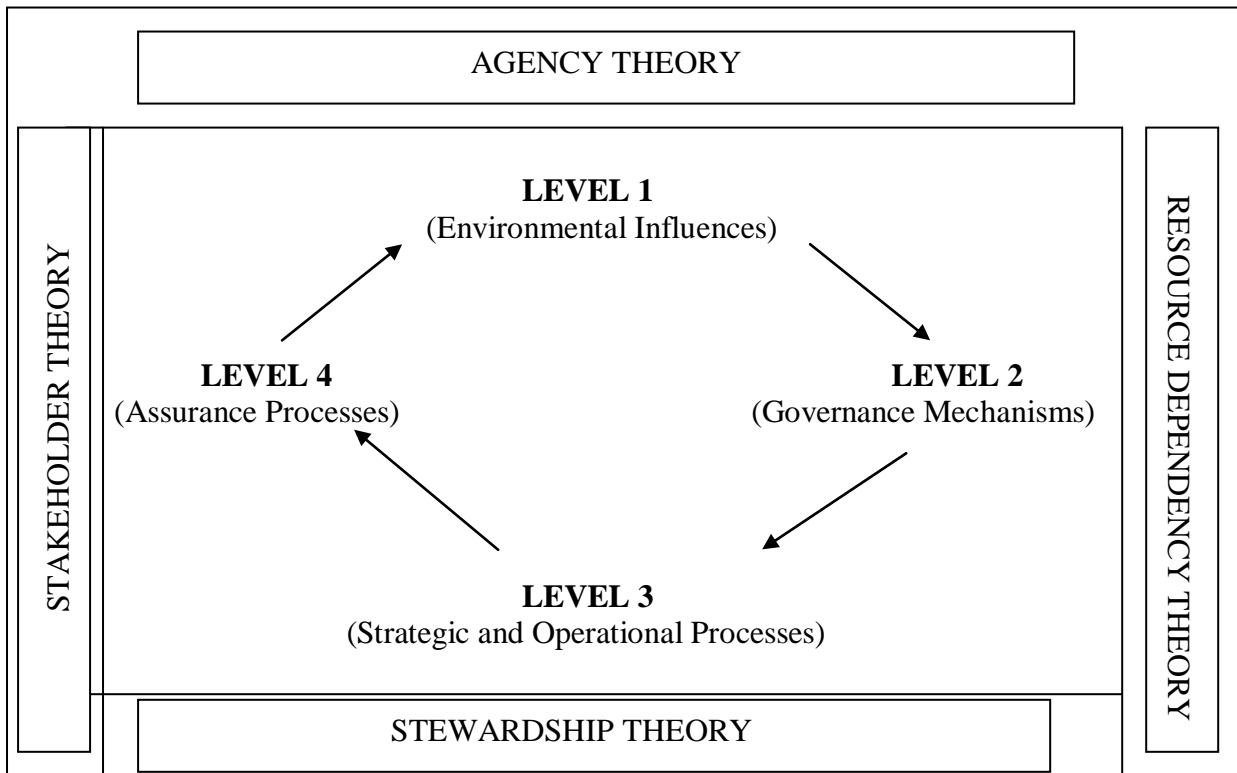 AGENCY THEORY
STAKEHOLDER THEORY
LEVEL 1
(Environmental Influences)
LEVEL 4
(Assurance Processes)
LEVEL 2
(Governance Mechanisms)
LEVEL 3
(Strategic and Operational Processes)
RESOURCE DEPENDENCY THEORY
STEWARDSHIP THEORY